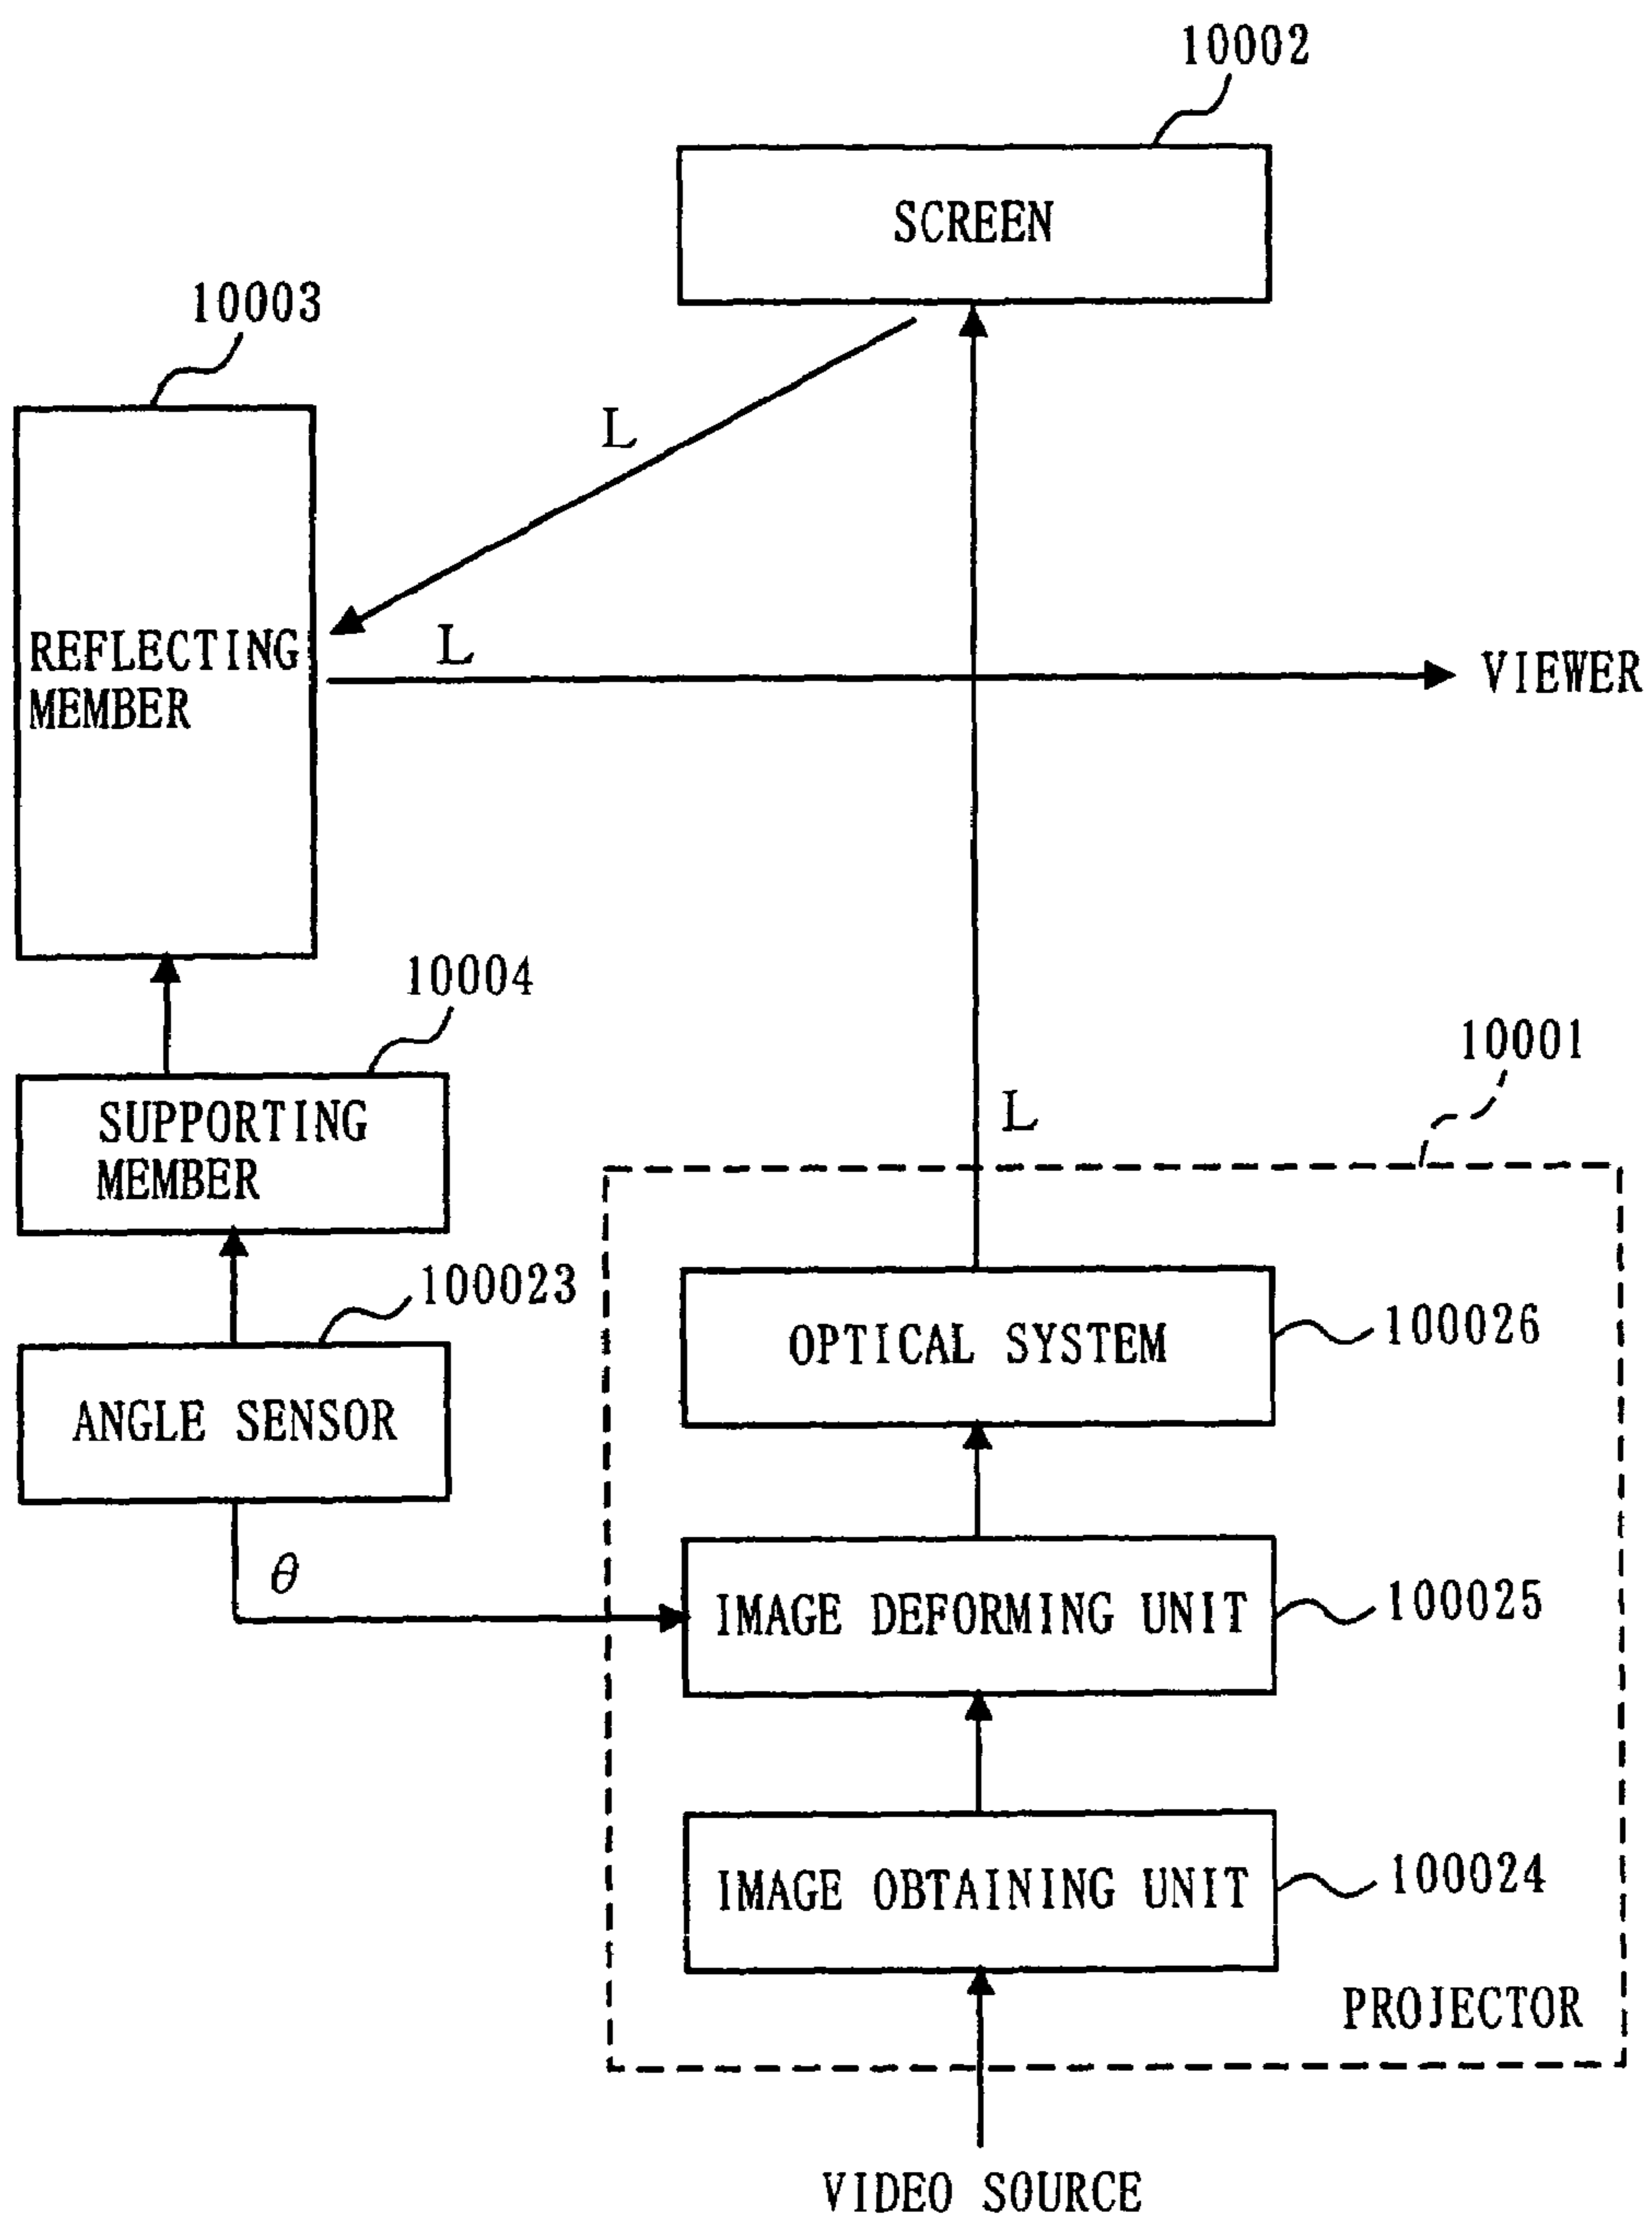 10002
SCREEN
10003
L
REFLECTING
MEMBER
L
VIEWER
10004
10001
L
SUPPORTING
MEMBER
100023
ANGLE SENSOR
OPTICAL SYSTEM
100026
θ
IMAGE DEFORMING UNIT
100025
IMAGE OBTAINING UNIT
100024
PROJECTOR
VIDEO SOURCE